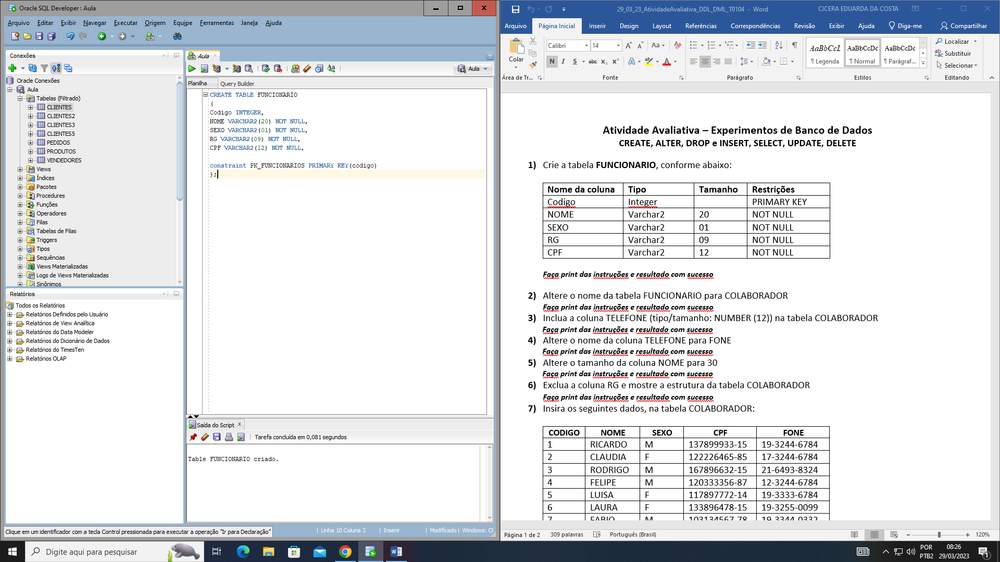 Oracle SQL Developer : Aula
Arquivo Editar Exibir Navegar Executar Origem Equipe Ferramentas Janela Ajuda
Conexões
Oracle Conexões
Aula
Tabelas (Filtrado)
CLIENTES
CLIENTES2
CLIENTES3
CLIENTES5
PEDIDOS
PRODUTOS
VENDEDORES
Views
Índices
Pacotes
Procedures
Funções
Operadores
Filas
Tabelas de Filas
Triggers
Tipos
Sequências
Views Materializadas
Logs de Views Materializadas
Sinônimos
Relatórios
Todos os Relatórios
Relatórios Definidos pelo Usuário
Relatórios de View Analítica
Relatórios do Data Modeler
Relatórios do Dicionário de Dados
Relatórios do TimesTen
Relatórios OLAP
Aula
Aula
Planilha Query Builder
CREATE TABLE FUNCIONARIO
(
Codigo INTEGER,
NOME VARCHAR2(20) NOT NULL,
SEXO VARCHAR2(01) NOT NULL,
RG VARCHAR2(09) NOT NULL,
CPF VARCHAR2(12) NOT NULL,
constraint PK_FUNCIONARIOS PRIMARY KEY(codigo)
);
Saída do Script
Tarefa concluída em 0,081 segundos
Table FUNCIONARIO criado.
Clique em um identificador com a tecla Control pressionada para executar a operação "Ir para Declaração"
Linha 10 Coluna 3 Inserir Modificado Windows: CF
29_03_23_AtividadeAvaliativa_DDL_DML_T0104 - Word
CICERA EDUARDA DA COSTA
Arquivo Página Inicial Inserir Design Layout Referências Correspondências Revisão Exibir Ajuda Diga-me Compartilhar
Colar
Área de Tr...
Calibri 14
N I S abc x₂ x²
Fonte
Parágrafo
AaBbCcI AaBbCcDc AaBbCcDc
¶ Legenda ¶ Normal ¶ Parágraf...
Estilos
Localizar
Substituir
Selecionar
Editando
Atividade Avaliativa – Experimentos de Banco de Dados
CREATE, ALTER, DROP e INSERT, SELECT, UPDATE, DELETE
1) Crie a tabela FUNCIONARIO, conforme abaixo:
Nome da coluna Tipo Tamanho Restrições
Codigo Integer PRIMARY KEY
NOME Varchar2 20 NOT NULL
SEXO Varchar2 01 NOT NULL
RG Varchar2 09 NOT NULL
CPF Varchar2 12 NOT NULL
Faça print das instruções e resultado com sucesso
2) Altere o nome da tabela FUNCIONARIO para COLABORADOR
Faça print das instruções e resultado com sucesso
3) Inclua a coluna TELEFONE (tipo/tamanho: NUMBER (12)) na tabela COLABORADOR
Faça print das instruções e resultado com sucesso
4) Altere o nome da coluna TELEFONE para FONE
Faça print das instruções e resultado com sucesso
5) Altere o tamanho da coluna NOME para 30
Faça print das instruções e resultado com sucesso
6) Exclua a coluna RG e mostre a estrutura da tabela COLABORADOR
Faça print das instruções e resultado com sucesso
7) Insira os seguintes dados, na tabela COLABORADOR:
CODIGO NOME SEXO CPF FONE
1 RICARDO M 137899933-15 19-3244-6784
2 CLAUDIA F 122226465-85 17-3244-6784
3 RODRIGO M 167896632-15 21-6493-8324
4 FELIPE M 120333356-87 12-3244-6784
5 LUISA F 117897772-14 19-3333-6784
6 LAURA F 133896478-15 19-3255-0099
7 FABIO M 103134567-78 19-3344-0332
Página 1 de 2 309 palavras Português (Brasil) 120%
Digite aqui para pesquisar
POR
PTB2
08:26
29/03/2023
1